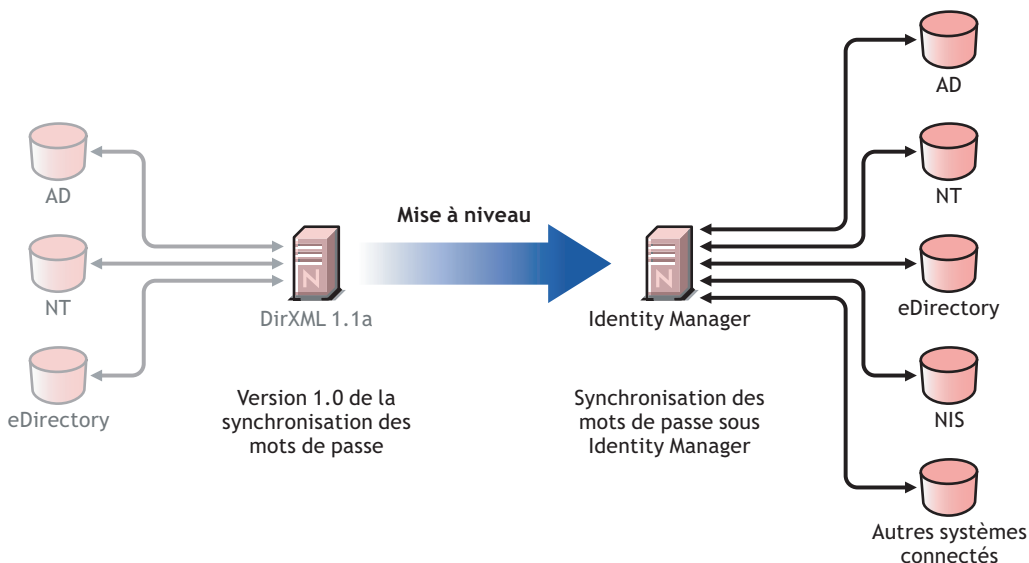 AD
NT
eDirectory
N
DirXML 1.1a
Version 1.0 de la
synchronisation des
mots de passe
Mise à niveau
N
Identity Manager
Synchronisation des
mots de passe sous
Identity Manager
AD
NT
eDirectory
NIS
Autres systèmes
connectés